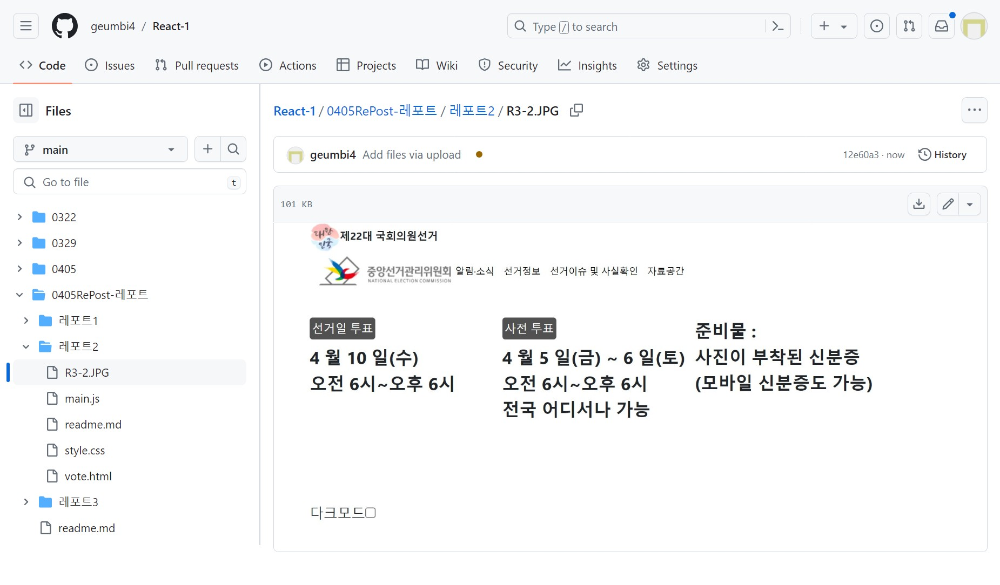 geumbi4 / React-1
Type / to search
Code Issues Pull requests Actions Projects Wiki Security Insights Settings
Files
main
Go to file t
0322
0329
0405
0405RePost-레포트
레포트1
레포트2
R3-2.JPG
main.js
readme.md
style.css
vote.html
레포트3
readme.md
React-1 / 0405RePost-레포트 / 레포트2 / R3-2.JPG
geumbi4 Add files via upload 12e60a3 · now History
101 KB
대한민국 제22대 국회의원선거
중앙선거관리위원회 알림·소식 선거정보 선거이슈 및 사실확인 자료공간
NATIONAL ELECTION COMMISSION
선거일 투표
4 월 10 일(수)
오전 6시~오후 6시
사전 투표
4 월 5 일(금) ~ 6 일(토)
오전 6시~오후 6시
전국 어디서나 가능
준비물 :
사진이 부착된 신분증
(모바일 신분증도 가능)
다크모드